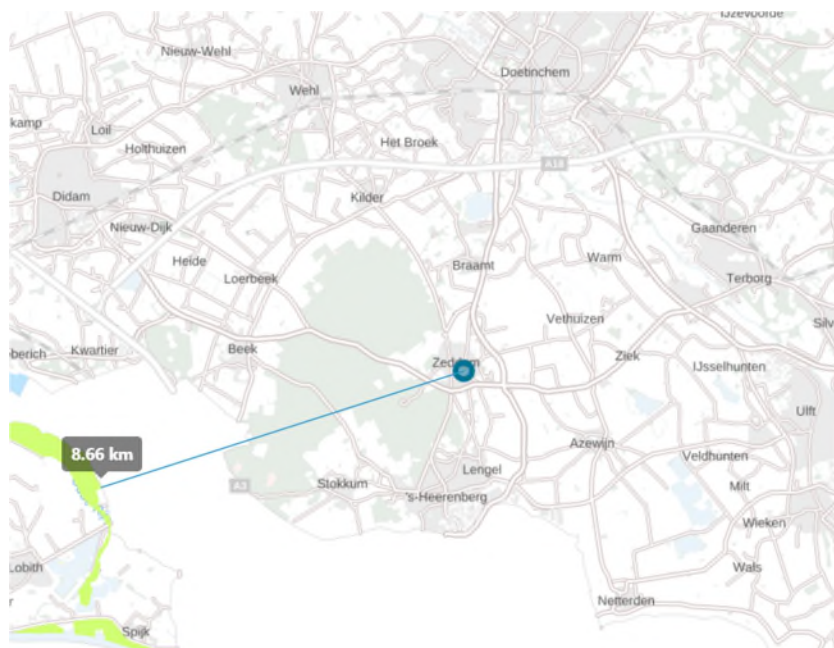 IJzevoorde
Nieuw-Wehl
Doetinchem
Wehl
kamp
Loil
Het Broek
Holthuizen
A18
Didam
Kilder
Nieuw-Dijk
Gaanderen
Heide
Braamt
Warm
Loerbeek
Terborg
Vethuizen
Silv
eberich
Kwartier
Beek
Zeddam
Ziek
IJsselhunten
Ulft
8.66 km
Azewijn
Veldhunten
Lengel
Stokkum
A3
's-Heerenberg
Milt
Wieken
Lobith
Wals
r
Netterden
Spijk